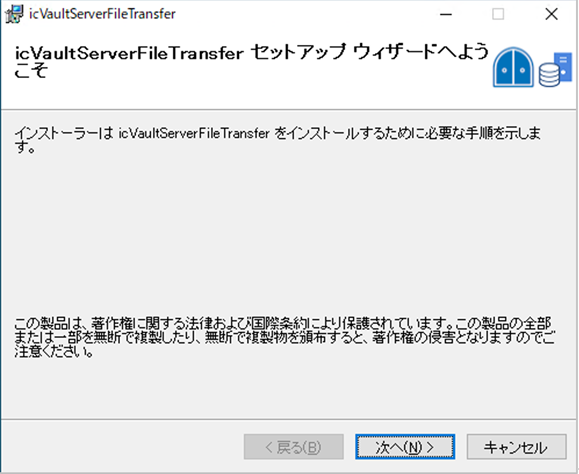 icVaultServerFileTransfer
icVaultServerFileTransfer セットアップ ウィザードへよう
こそ
インストーラーは icVaultServerFileTransfer をインストールするために必要な手順を示しま
す。
この製品は、著作権に関する法律および国際条約により保護されています。この製品の全部
または一部を無断で複製したり、無断で複製物を頒布すると、著作権の侵害となりますのでご
注意ください。
< 戻る(B)
次へ(N) >
キャンセル